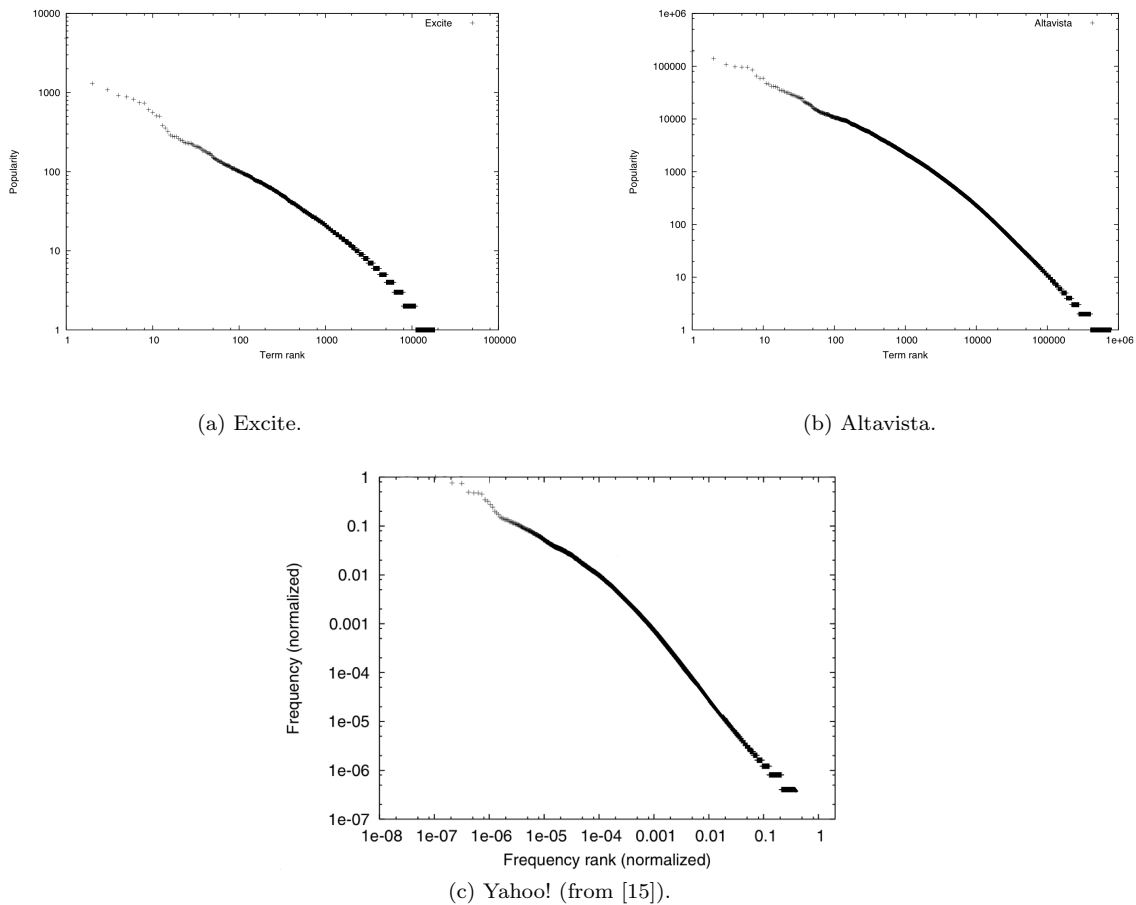 10000
1000
100
10
1
Popularity
1 10 100 1000 10000 100000
Term rank
Excite +
(a) Excite.
1e+06
100000
10000
1000
100
10
1
Popularity
1 10 100 1000 10000 100000 1e+06
Term rank
Altavista +
(b) Altavista.
1
0.1
0.01
0.001
1e-04
1e-05
1e-06
1e-07
Frequency (normalized)
1e-08 1e-07 1e-06 1e-05 1e-04 0.001 0.01 0.1 1
Frequency rank (normalized)
(c) Yahoo! (from [15]).